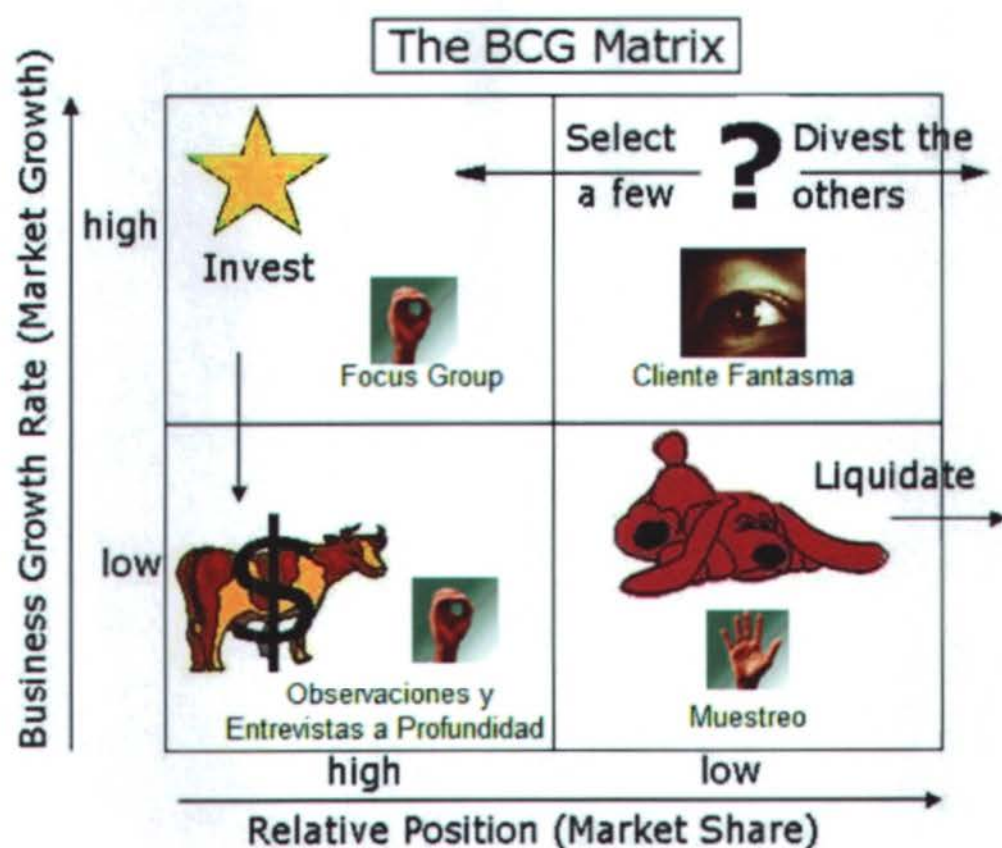 The BCG Matrix
Business Growth Rate (Market Growth)
high
low
Invest
Focus Group
Select
a few
?
Divest the
others
Cliente Fantasma
$
Observaciones y
Entrevistas a Profundidad
Liquidate
Muestreo
high
low
Relative Position (Market Share)